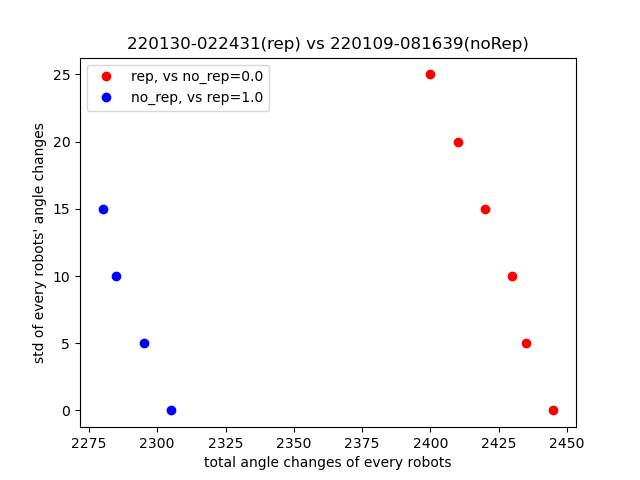 220130-022431(rep) vs 220109-081639(noRep)
rep, vs no_rep=0.0
no_rep, vs rep=1.0
std of every robots' angle changes
25
20
15
10
5
0
2275 2300 2325 2350 2375 2400 2425 2450
total angle changes of every robots